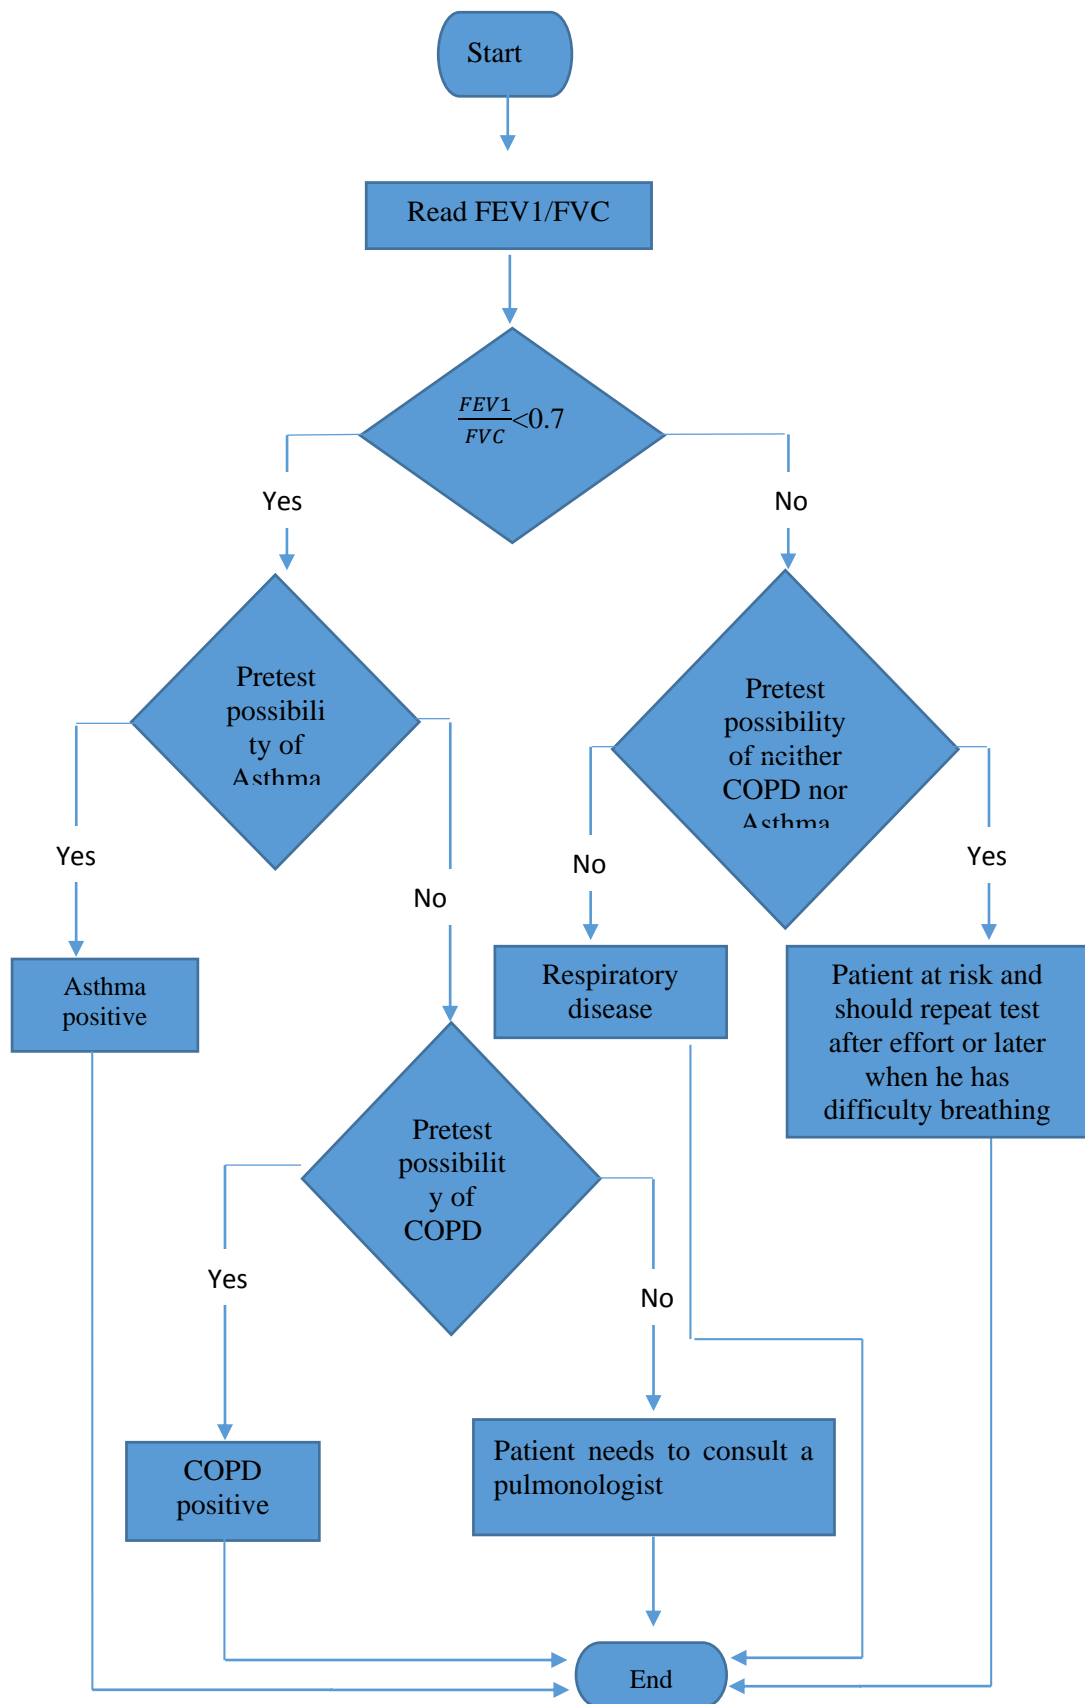 Start
Read FEV1/FVC
FEV1
FVC
<0.7
Yes
No
Pretest
possibili
ty of
Asthma
Pretest
possibility
of neither
COPD nor
Asthma
Yes
No
No
Yes
Asthma
positive
Respiratory
disease
Patient at risk and
should repeat test
after effort or later
when he has
difficulty breathing
Pretest
possibilit
y of
COPD
Yes
No
COPD
positive
Patient needs to consult a
pulmonologist
End